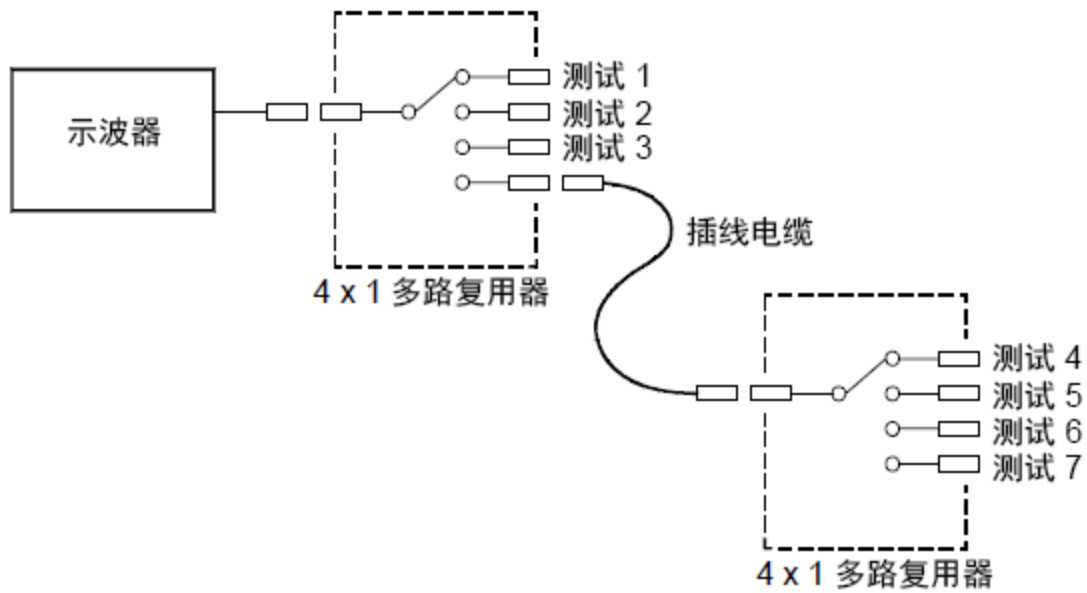 示波器
测试 1
测试 2
测试 3
插线电缆
4 x 1 多路复用器
测试 4
测试 5
测试 6
测试 7
4 x 1 多路复用器